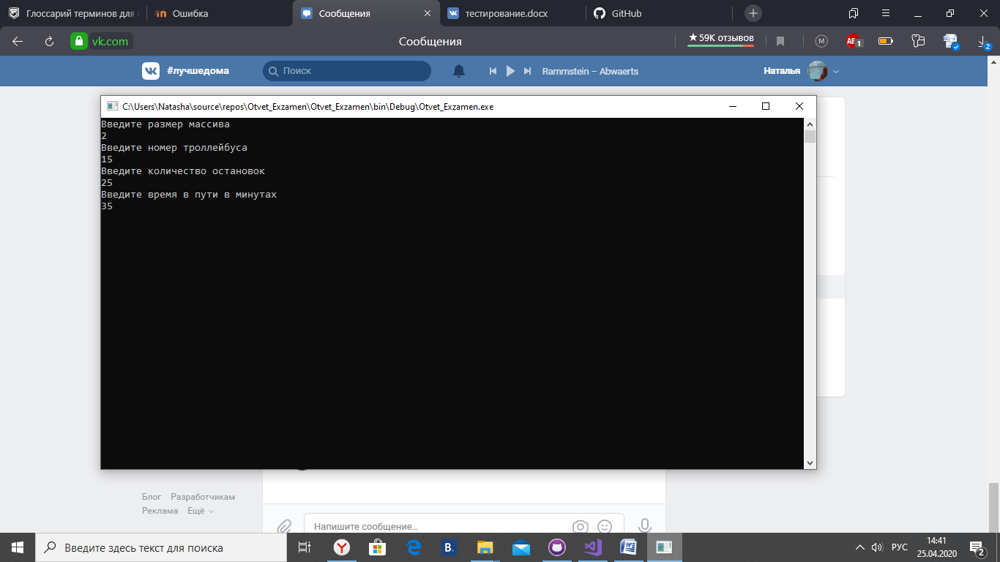 Глоссарий терминов для
Ошибка
Сообщения
тестирование.docx
GitHub
vk.com
Сообщения
★ 59K отзывов
#лучшедома
Поиск
Rammstein – Abwaerts
Наталья
C:\Users\Natasha\source\repos\Otvet_Exzamen\Otvet_Exzamen\bin\Debug\Otvet_Exzamen.exe
Введите размер массива
2
Введите номер троллейбуса
15
Введите количество остановок
25
Введите время в пути в минутах
35
Блог Разработчикам
Реклама Ещё
Напишите сообщение...
Введите здесь текст для поиска
РУС
14:41
25.04.2020
2